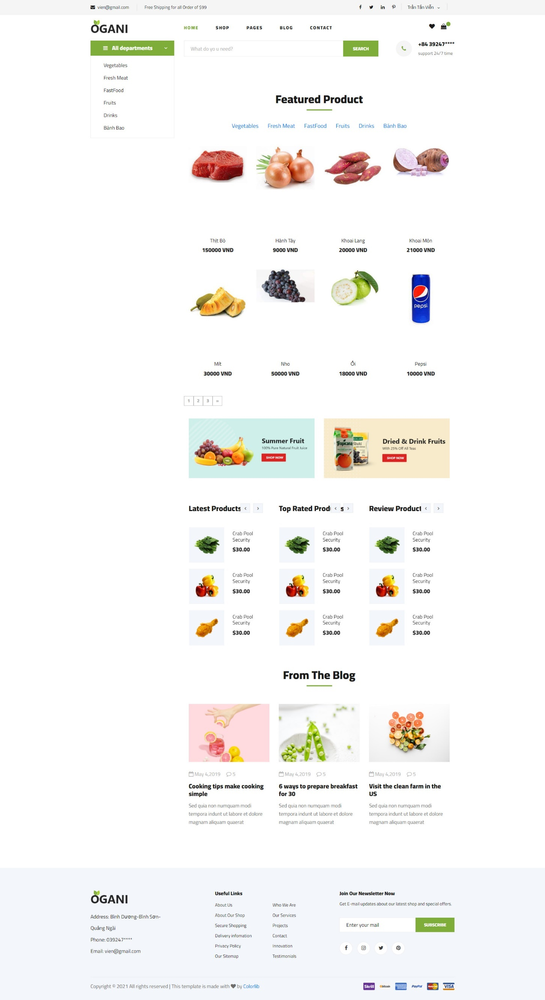 vien@gmail.com
Free Shipping for all Order of $99
Trần Tấn Viễn
OGANI
HOME SHOP PAGES BLOG CONTACT
All departments
What do yo u need?
SEARCH
+84 39247****
support 24/7 time
Vegetables
Fresh Meat
FastFood
Fruits
Drinks
Bánh Bao
Featured Product
Vegetables Fresh Meat FastFood Fruits Drinks Bánh Bao
pepsi
Thịt Bò
150000 VND
Hành Tây
9000 VND
Khoai Lang
20000 VND
Khoai Môn
21000 VND
Mít
30000 VND
Nho
50000 VND
Ổi
18000 VND
Pepsi
10000 VND
1 2 3 »
Summer Fruit
100% Pure Natural Fruit Juice
SHOP NOW
Tropicana
Śliwki
Dried & Drink Fruits
With 25% Off All Teas
SHOP NOW
Latest Products
Crab Pool
Security
$30.00
Crab Pool
Security
$30.00
Crab Pool
Security
$30.00
Top Rated Prod s
Crab Pool
Security
$30.00
Crab Pool
Security
$30.00
Crab Pool
Security
$30.00
Review Product
Crab Pool
Security
$30.00
Crab Pool
Security
$30.00
Crab Pool
Security
$30.00
From The Blog
May 4,2019 5
Cooking tips make cooking
simple
Sed quia non numquam modi
tempora indunt ut labore et dolore
magnam aliquam quaerat
May 4,2019 5
6 ways to prepare breakfast
for 30
Sed quia non numquam modi
tempora indunt ut labore et dolore
magnam aliquam quaerat
May 4,2019 5
Visit the clean farm in the
US
Sed quia non numquam modi
tempora indunt ut labore et dolore
magnam aliquam quaerat
OGANI
Address: Bình Dương-Bình Sơn-
Quảng Ngãi
Phone: 039247****
Email: vien@gmail.com
Useful Links
About Us
About Our Shop
Secure Shopping
Delivery infomation
Privacy Policy
Our Sitemap
Who We Are
Our Services
Projects
Contact
Innovation
Testimonials
Join Our Newsletter Now
Get E-mail updates about our latest shop and special offers.
Enter your mail
SUBSCRIBE
Copyright © 2021 All rights reserved | This template is made with by Colorlib
Skrill
bitcoin
AMERICAN EXPRESS
PayPal
MasterCard
VISA